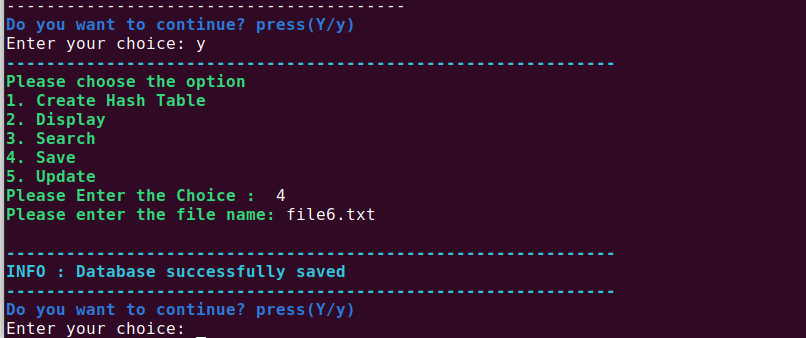 ----------------------------------------
Do you want to continue? press(Y/y)
Enter your choice: y
-------------------------------------------------------------
Please choose the option
1. Create Hash Table
2. Display
3. Search
4. Save
5. Update
Please Enter the Choice :  4
Please enter the file name: file6.txt
-------------------------------------------------------------
INFO : Database successfully saved
-------------------------------------------------------------
Do you want to continue? press(Y/y)
Enter your choice: